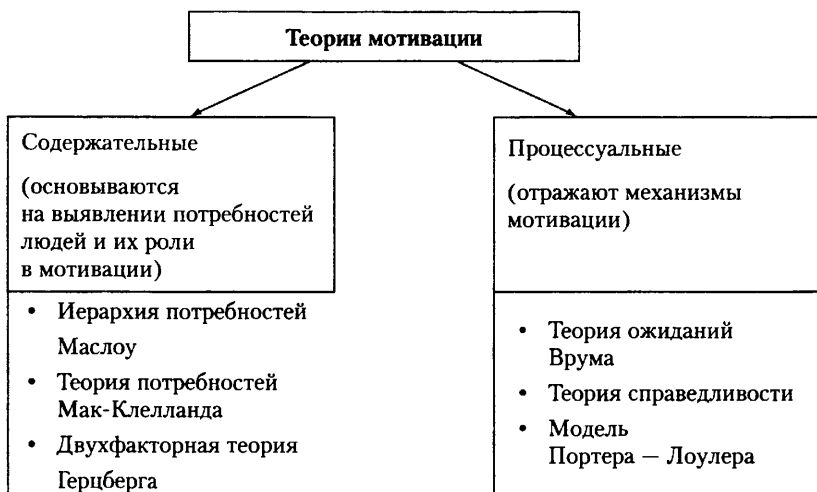 Теории мотивации
Содержательные
(основываются
на выявлении потребностей
людей и их роли
в мотивации)
• Иерархия потребностей
Маслоу
• Теория потребностей
Мак-Клелланда
• Двухфакторная теория
Герцберга
Процессуальные
(отражают механизмы
мотивации)
• Теория ожиданий
Врума
• Теория справедливости
• Модель
Портера — Лоулера